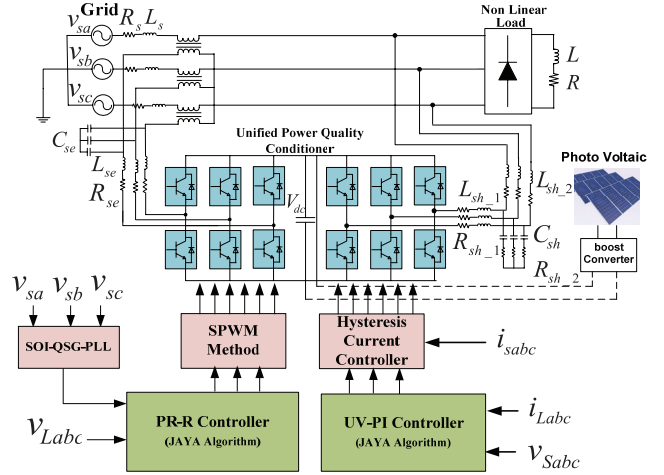 Grid
v_sa
R_s L_s
v_sb
v_sc
Non Linear
Load
L
R
C_se
L_se
R_se
Unified Power Quality
Conditioner
V_dc
L_sh_1
R_sh_1
L_sh_2
C_sh
R_sh_2
Photo Voltaic
boost
Converter
v_sa v_sb v_sc
SOI-QSG-PLL
SPWM
Method
Hysteresis
Current
Controller
i_sabc
v_Labc
PR-R Controller
(JAYA Algorithm)
UV-PI Controller
(JAYA Algorithm)
i_Labc
v_Sabc